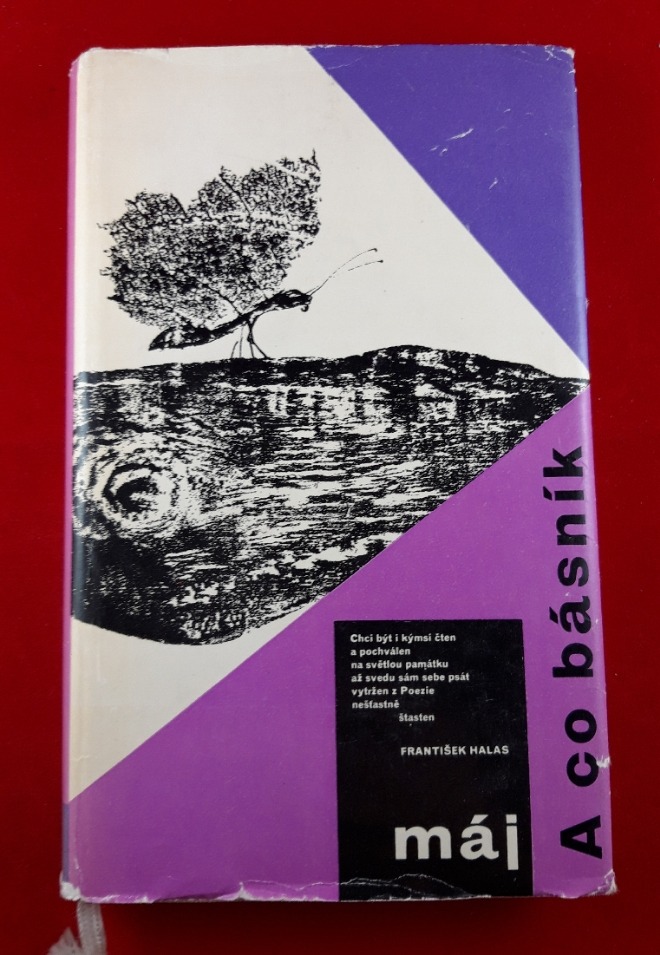 Chci být i kýmsi čten
a pochválen
na světlou památku
až svedu sám sebe psát
vytržen z Poezie
nešťastně
štasten
FRANTIŠEK HALAS
máj
A co básník